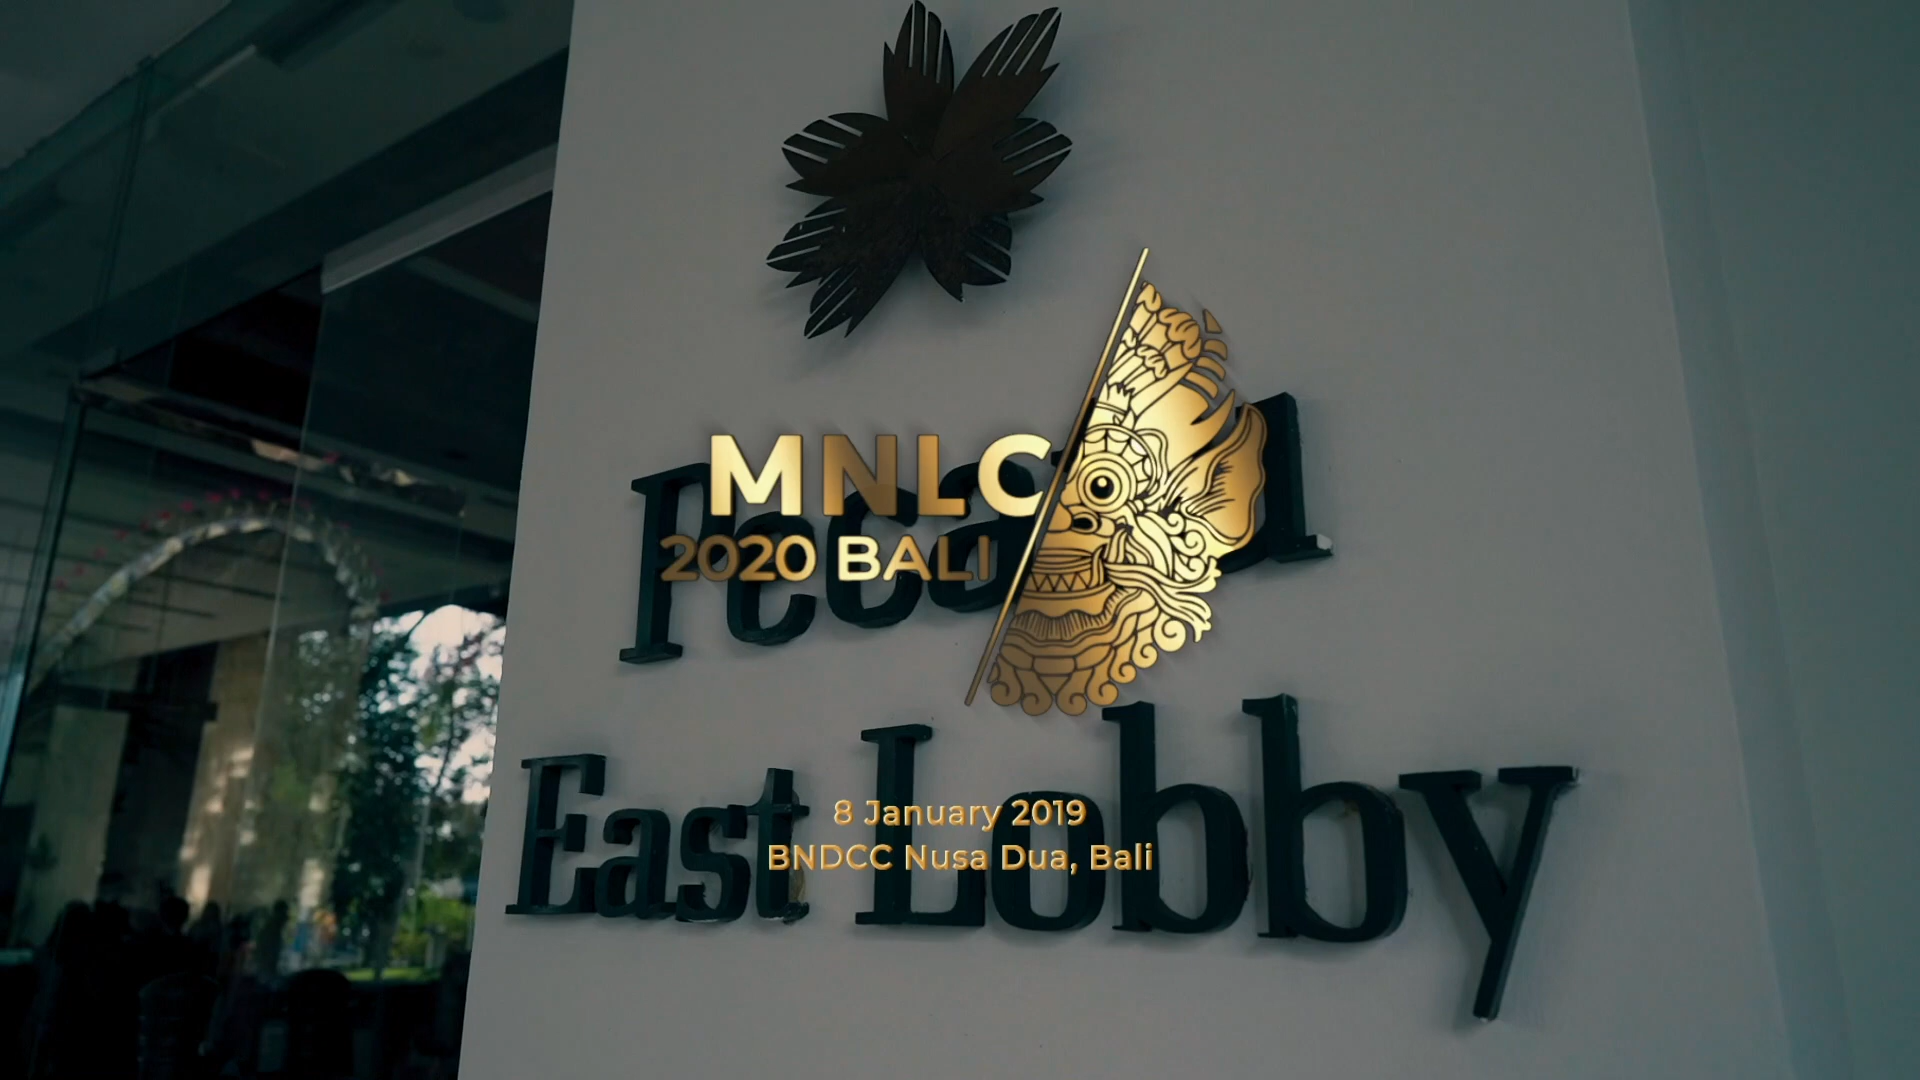 MNLC
2020 BALI
East Lobby
8 January 2019
BNDCC Nusa Dua, Bali